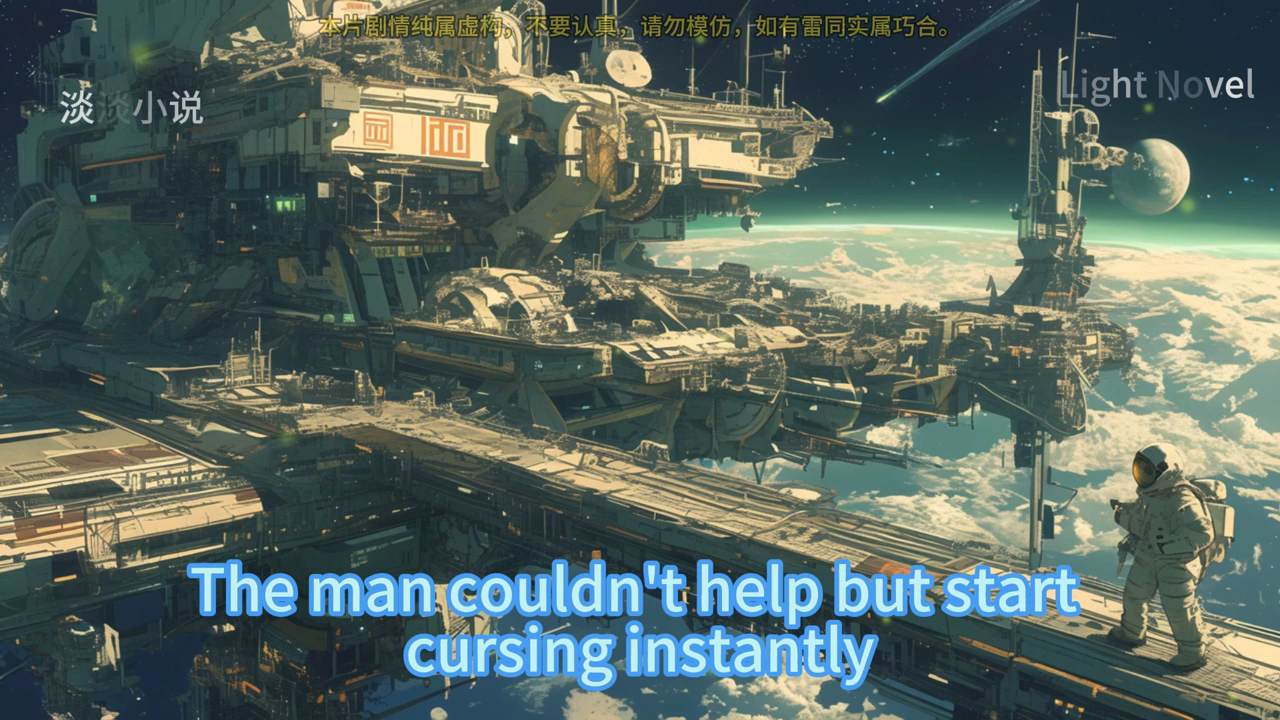 本片剧情纯属虚构，不要认真，请勿模仿，如有雷同实属巧合。
淡淡小说
Light Novel
The man couldn't help but start
cursing instantly